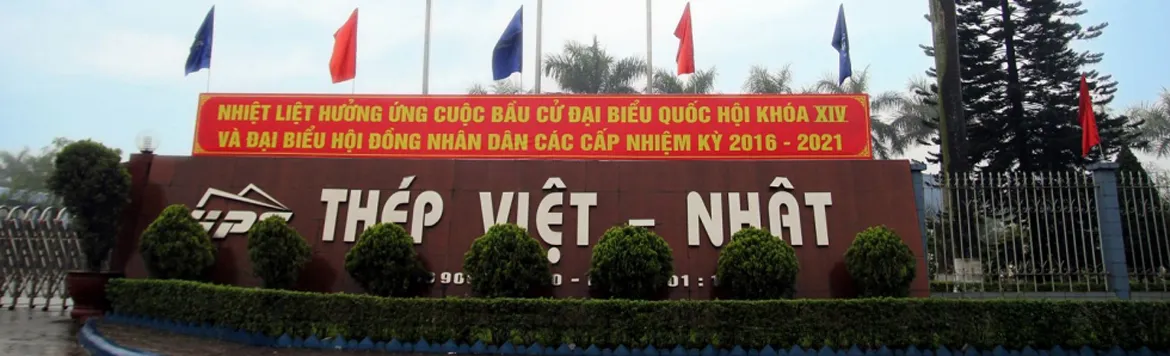 NHIỆT LIỆT HƯỞNG ỨNG CUỘC BẦU CỬ ĐẠI BIỂU QUỐC HỘI KHÓA XIV
VÀ ĐẠI BIỂU HỘI ĐỒNG NHÂN DÂN CÁC CẤP NHIỆM KỲ 2016 - 2021
THÉP VIỆT - NHẬT